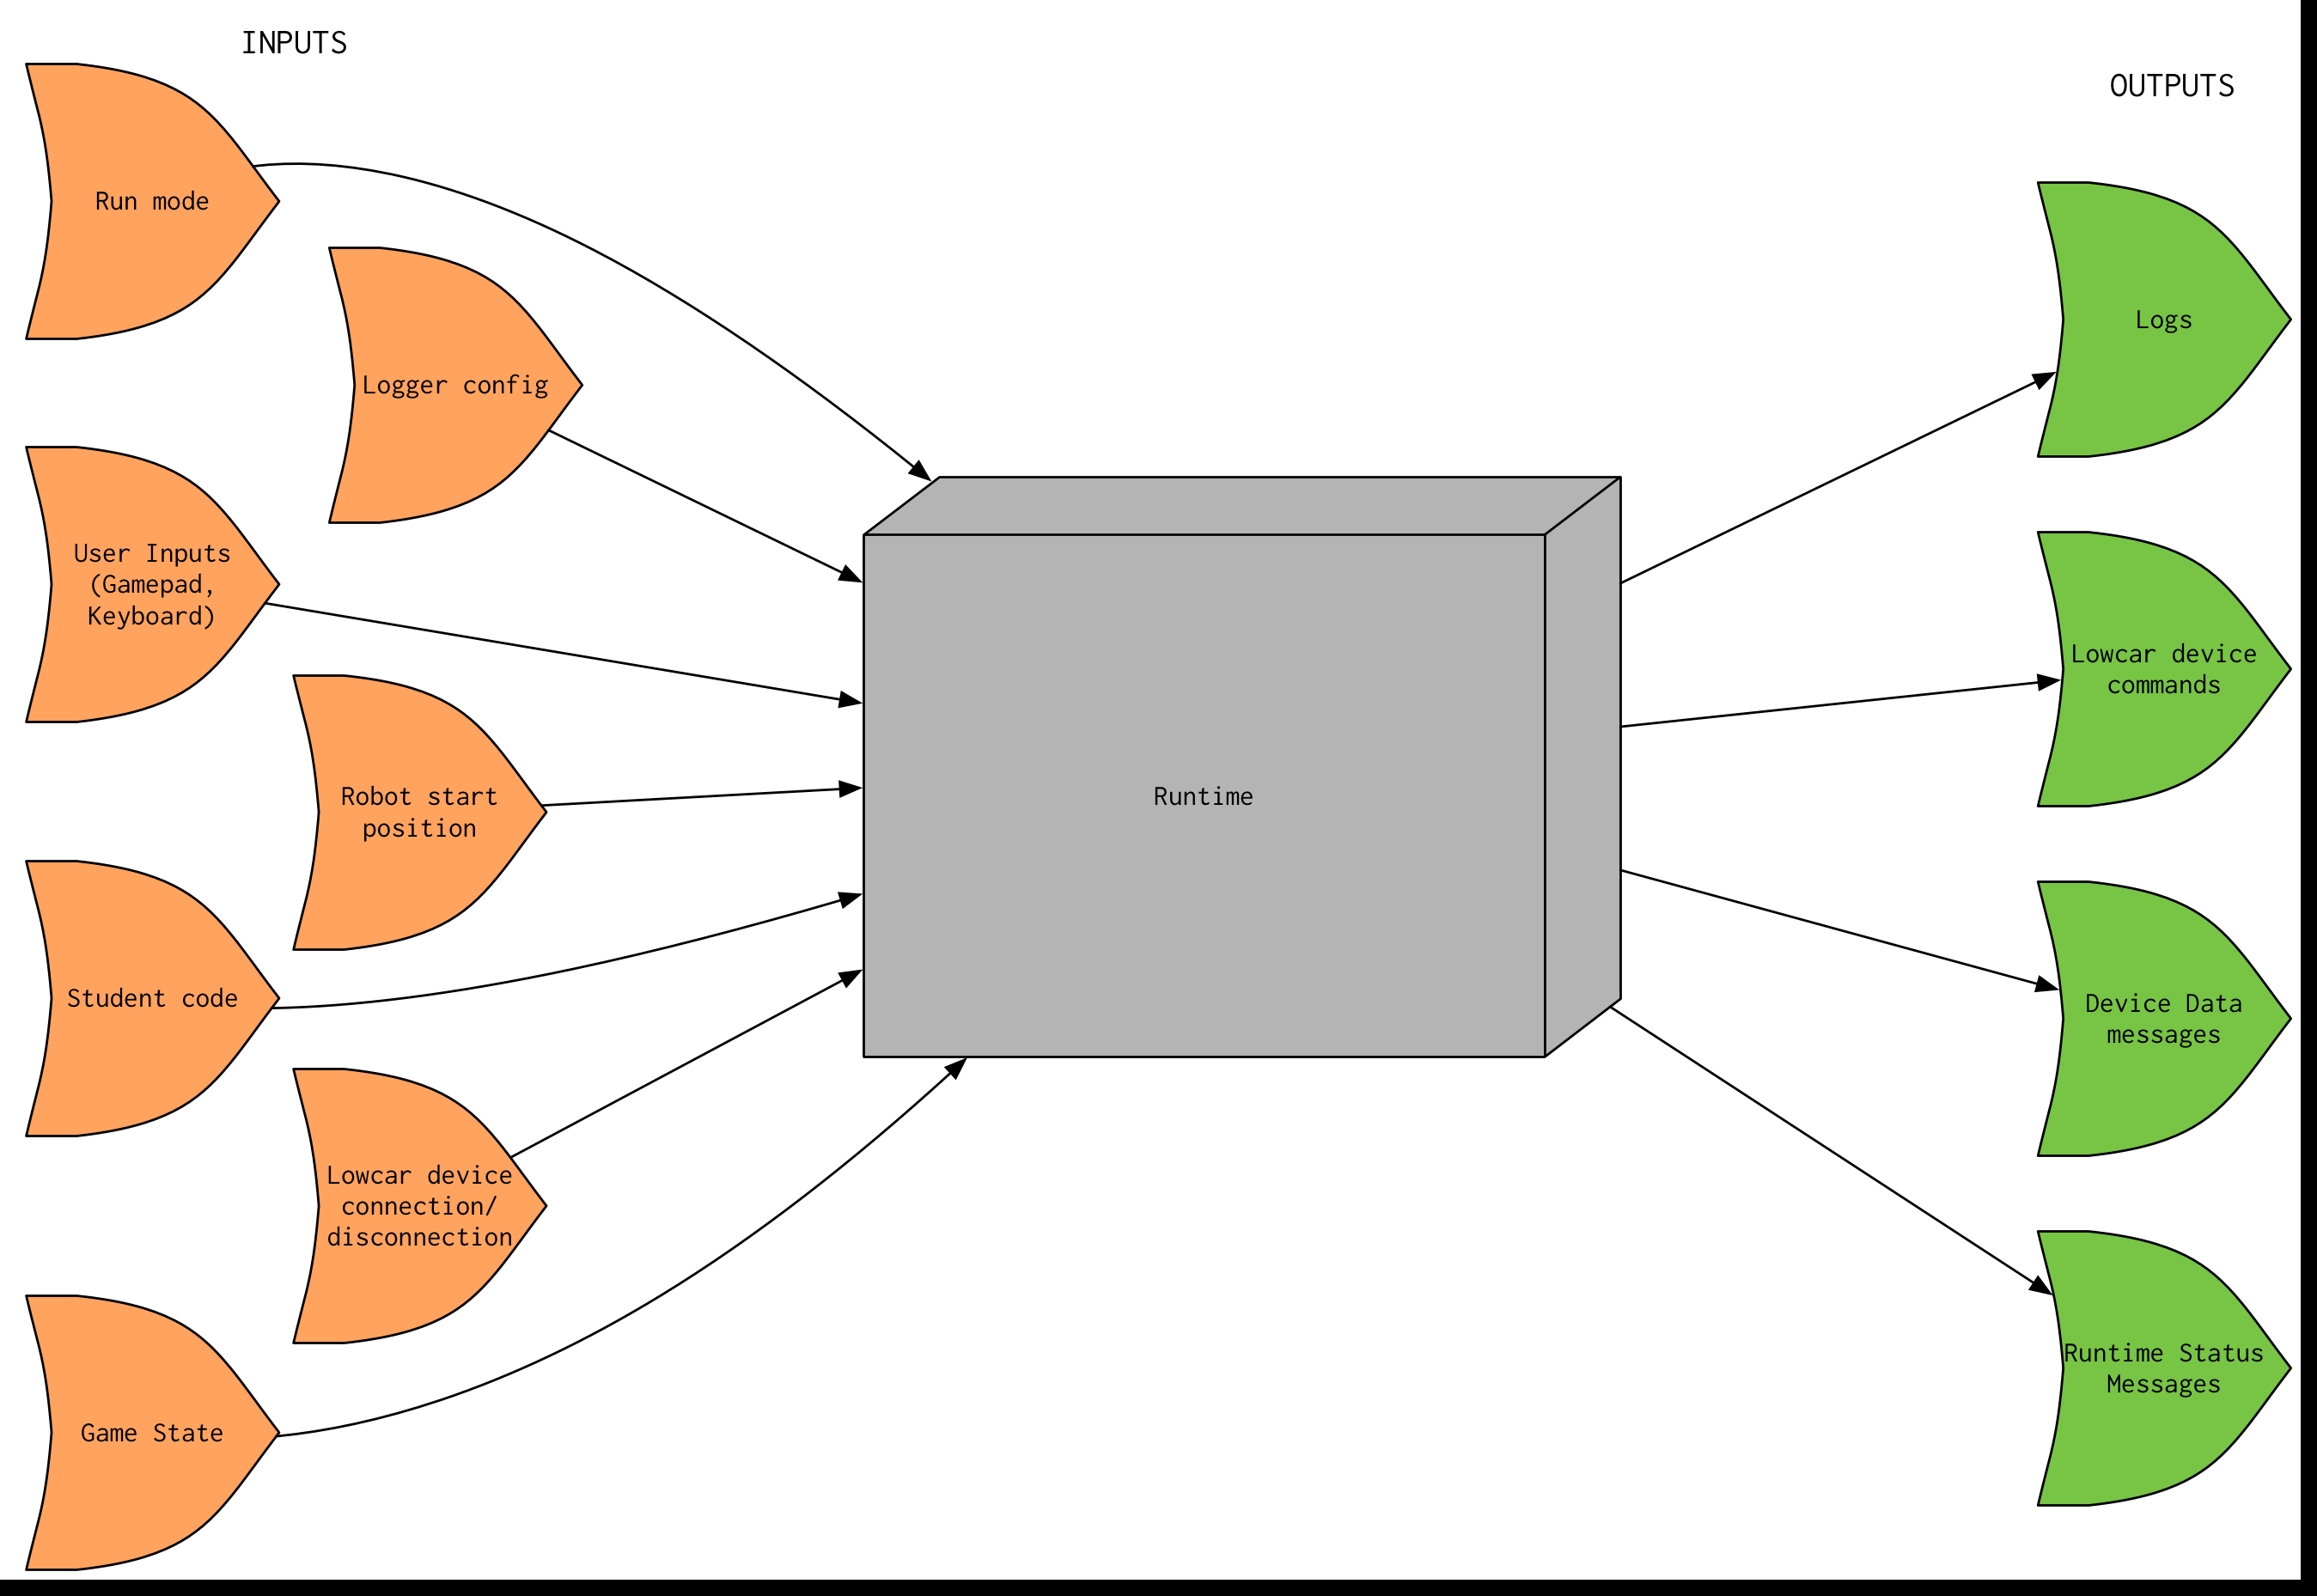 INPUTS
OUTPUTS
Run mode
Logger config
User Inputs
(Gamepad,
Keyboard)
Robot start
position
Student code
Lowcar device
connection/
disconnection
Game State
Runtime
Logs
Lowcar device
commands
Device Data
messages
Runtime Status
Messages